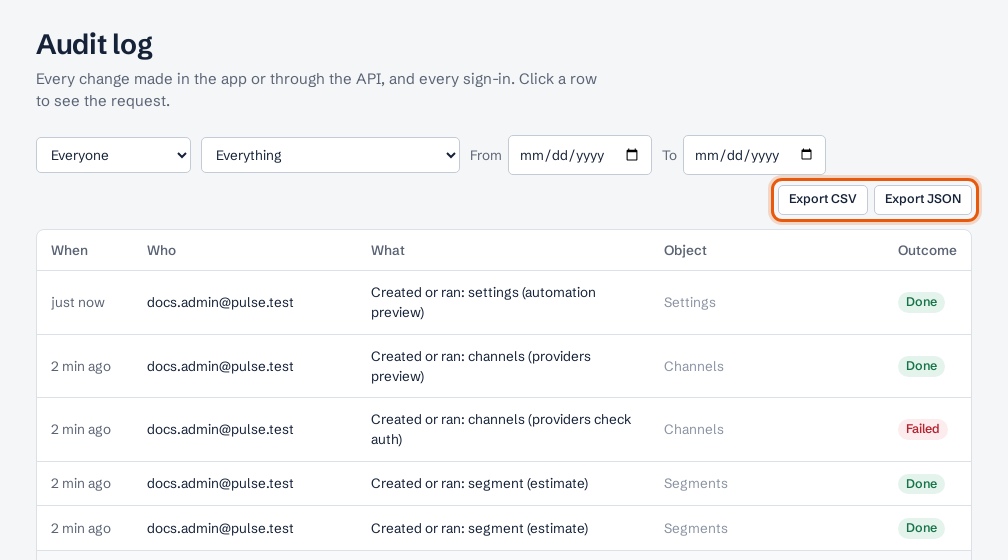 Audit log
Every change made in the app or through the API, and every sign-in. Click a row
to see the request.
Everyone Everything From mm/dd/yyyy To mm/dd/yyyy
Export CSV Export JSON
When Who What Object Outcome
just now docs.admin@pulse.test Created or ran: settings (automation
preview) Settings Done
2 min ago docs.admin@pulse.test Created or ran: channels (providers
preview) Channels Done
2 min ago docs.admin@pulse.test Created or ran: channels (providers check
auth) Channels Failed
2 min ago docs.admin@pulse.test Created or ran: segment (estimate) Segments Done
2 min ago docs.admin@pulse.test Created or ran: segment (estimate) Segments Done